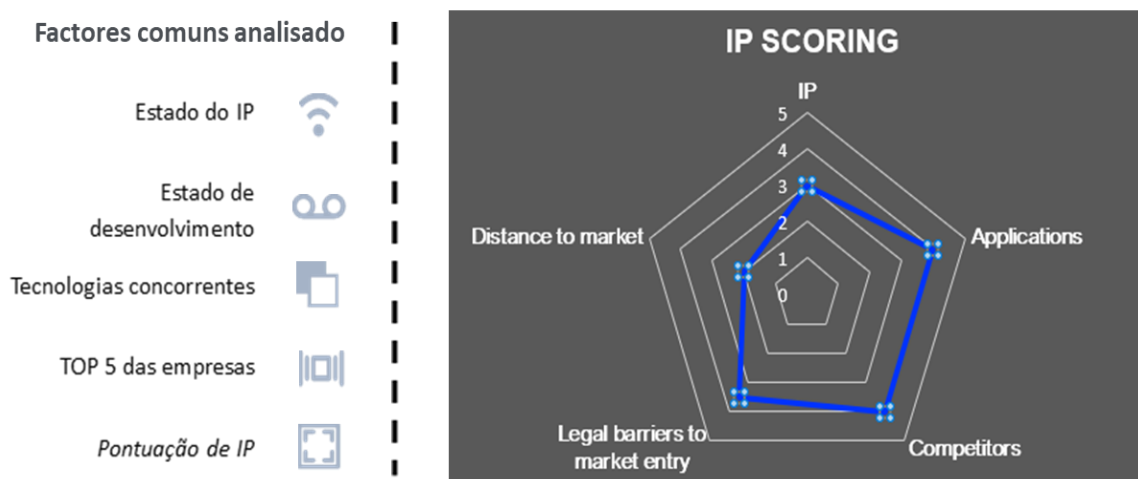 Factores comuns analisado
Estado do IP
Estado de
desenvolvimento
Tecnologias concorrentes
TOP 5 das empresas
Pontuação de IP
IP SCORING
IP
5
4
3
2
1
0
Applications
Competitors
Legal barriers to
market entry
Distance to market